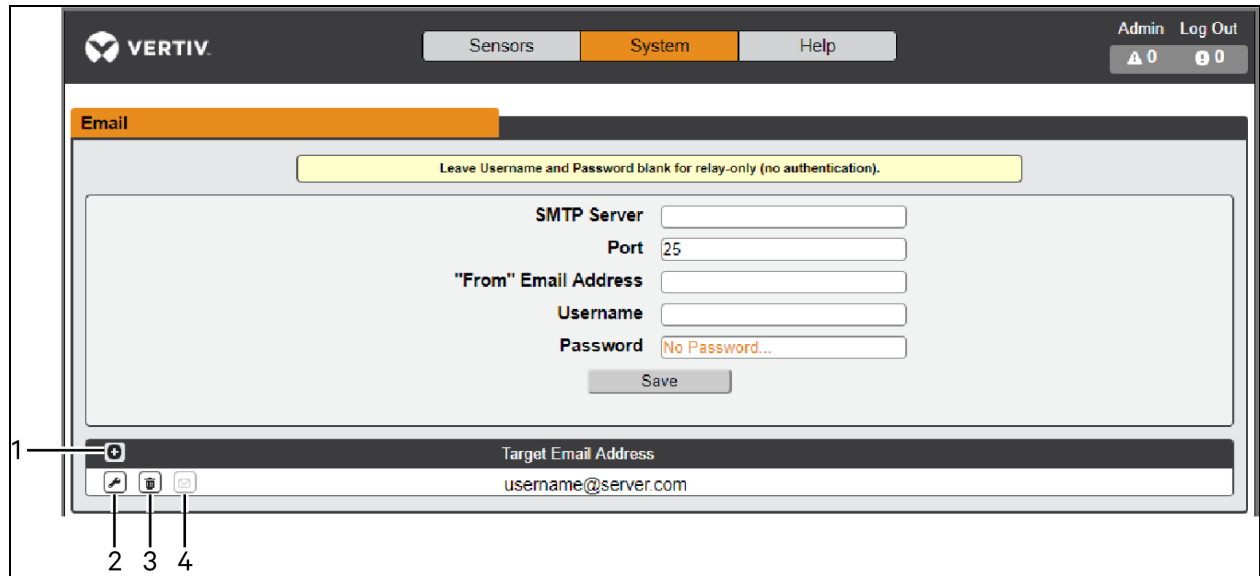 VERTIV.
Sensors System Help
Admin Log Out
0 0
Email
Leave Username and Password blank for relay-only (no authentication).
SMTP Server
Port 25
"From" Email Address
Username
Password No Password...
Save
1
Target Email Address
username@server.com
2 3 4